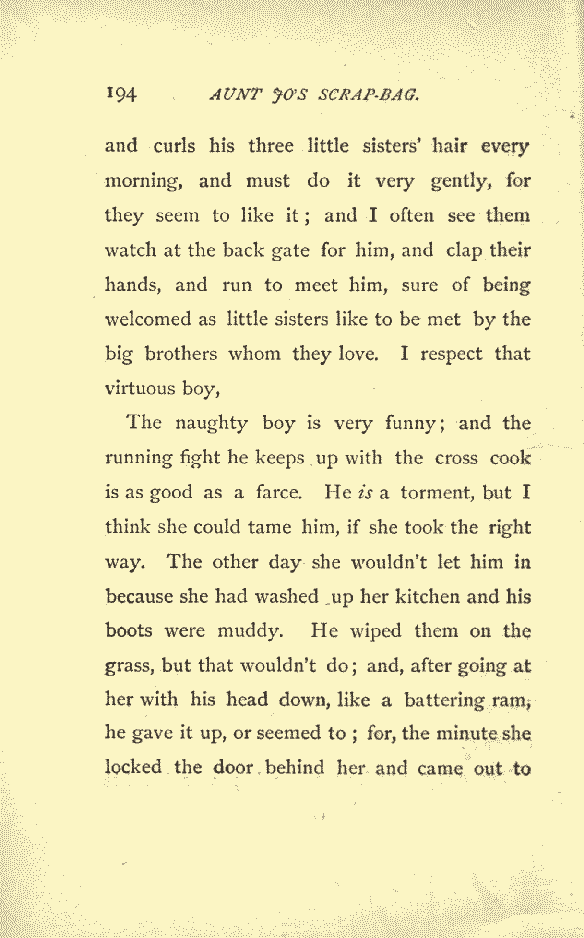 194 AUNT JO'S SCRAP-BAG.
and curls his three little sisters' hair every
morning, and must do it very gently, for
they seem to like it; and I often see them
watch at the back gate for him, and clap their
hands, and run to meet him, sure of being
welcomed as little sisters like to be met by the
big brothers whom they love. I respect that
virtuous boy,
The naughty boy is very funny; and the
running fight he keeps up with the cross cook
is as good as a farce. He is a torment, but I
think she could tame him, if she took the right
way. The other day she wouldn't let him in
because she had washed up her kitchen and his
boots were muddy. He wiped them on the
grass, but that wouldn't do; and, after going at
her with his head down, like a battering ram,
he gave it up, or seemed to; for, the minute she
locked the door behind her and came out to